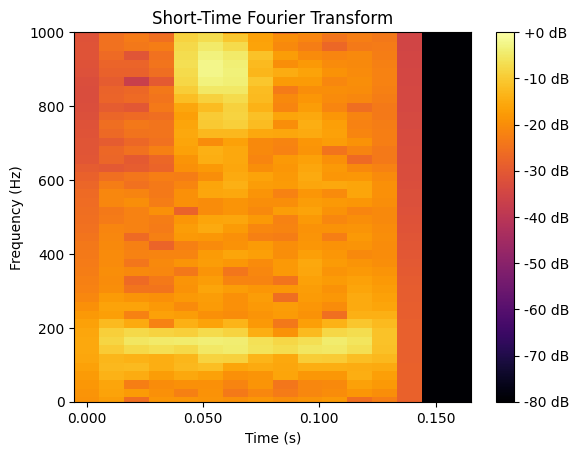 Short-Time Fourier Transform
1000
800
600
400
200
0
Frequency (Hz)
0.000
0.050
0.100
0.150
Time (s)
+0 dB
-10 dB
-20 dB
-30 dB
-40 dB
-50 dB
-60 dB
-70 dB
-80 dB